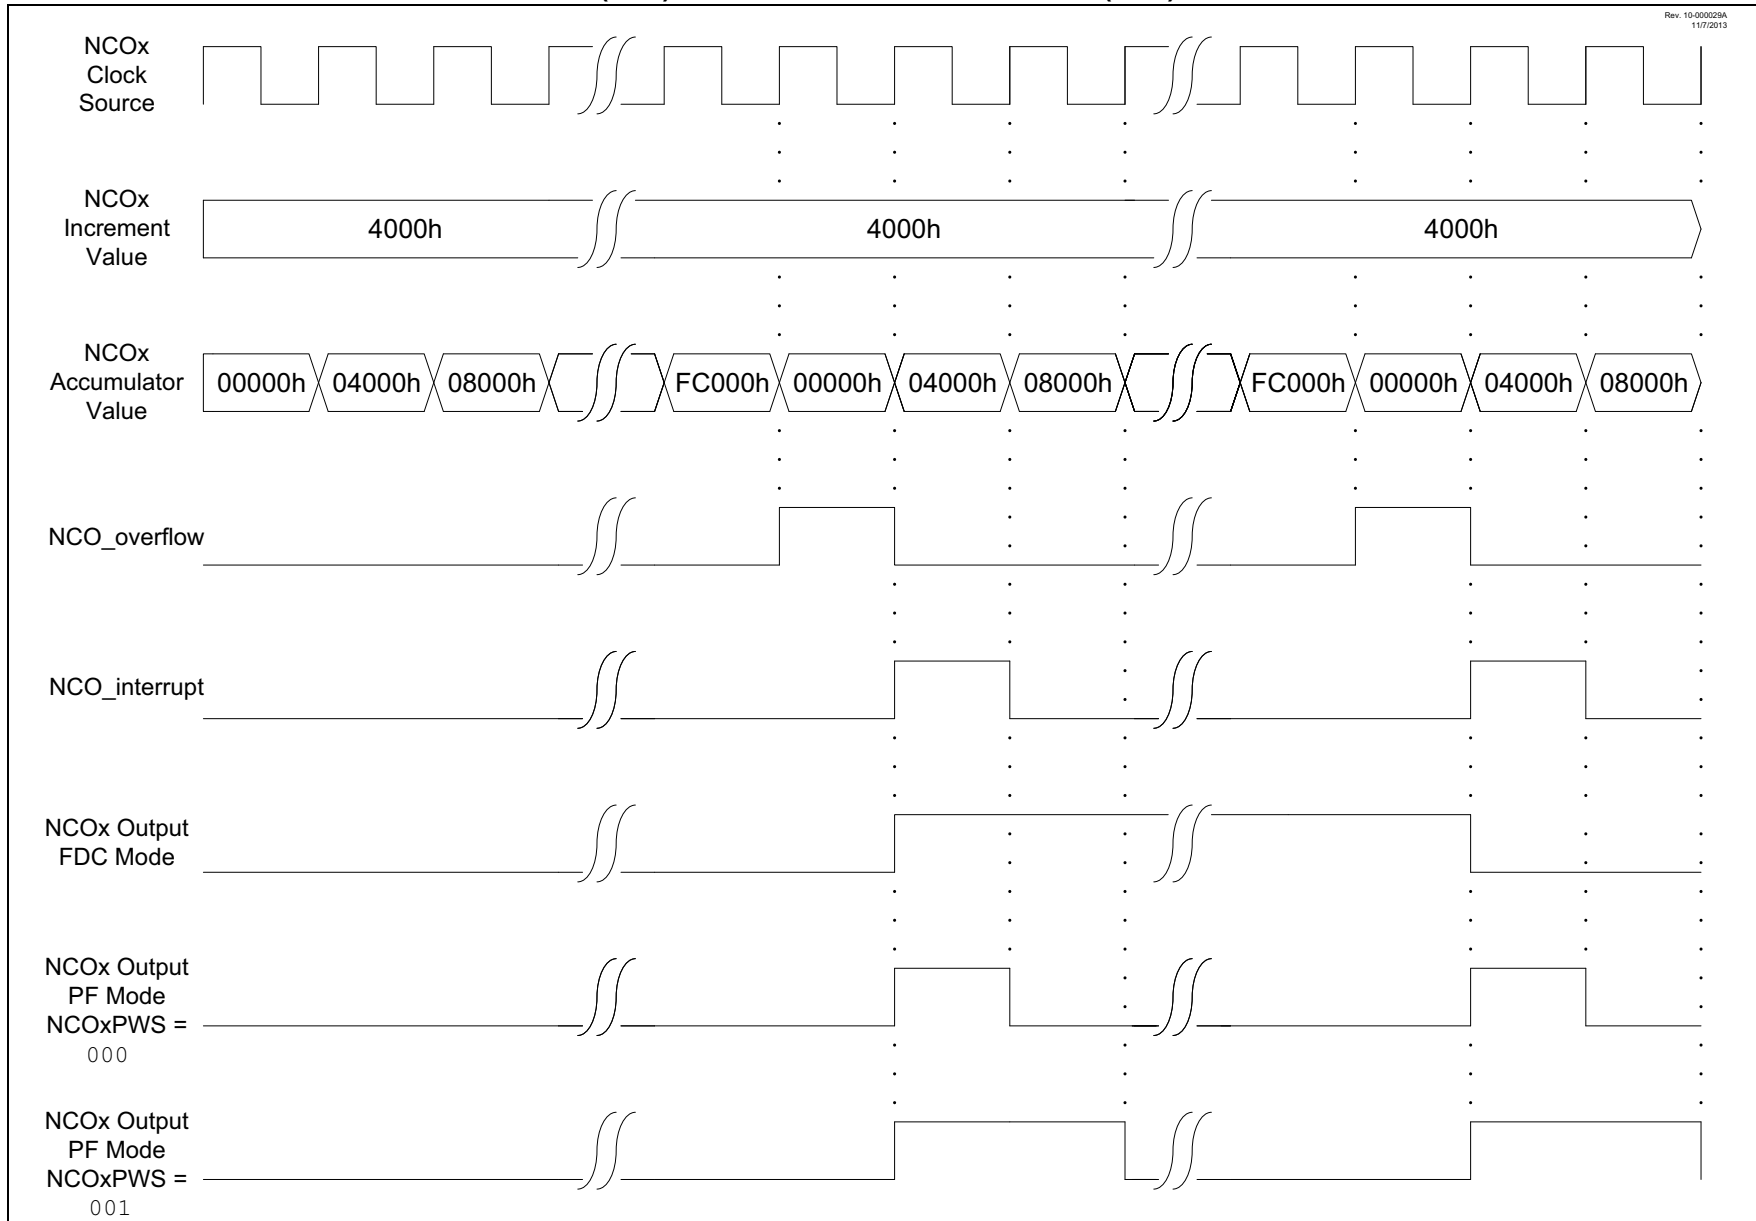 Rev. 10-000029A
11/7/2013
NCOx
Clock
Source
NCOx
Increment
Value
4000h 4000h 4000h
NCOx
Accumulator
Value
00000h 04000h 08000h FC000h 00000h 04000h 08000h FC000h 00000h 04000h 08000h
NCO_overflow
NCO_interrupt
NCOx Output
FDC Mode
NCOx Output
PF Mode
NCOxPWS =
000
NCOx Output
PF Mode
NCOxPWS =
001